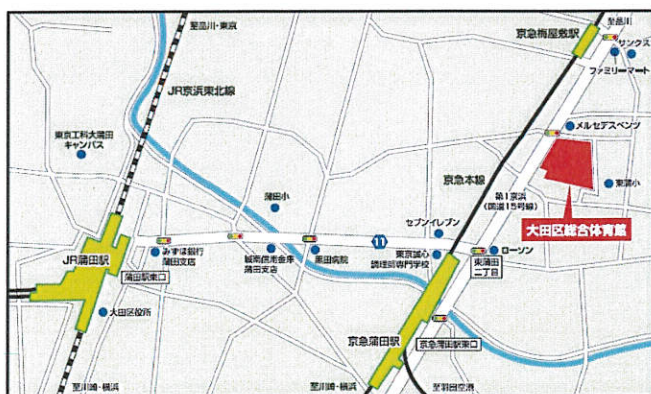 至品川・東京
京急梅屋敷駅
至品川
サンクス
ファミリーマート
JR京浜東北線
メルセデスベンツ
東京工科大蒲田
キャンパス
京急本線
東蒲小
第1京浜
(国道15号線)
大田区総合体育館
蒲田小
セブンイレブン
11
JR蒲田駅
みずほ銀行
蒲田支店
城南信用金庫
蒲田支店
黒田病院
東京誠心
調理師専門学校
ローソン
東蒲田
二丁目
蒲田駅東口
大田区役所
京急蒲田駅
京急蒲田駅東口
至川崎・横浜
至川崎・横浜
至羽田空港